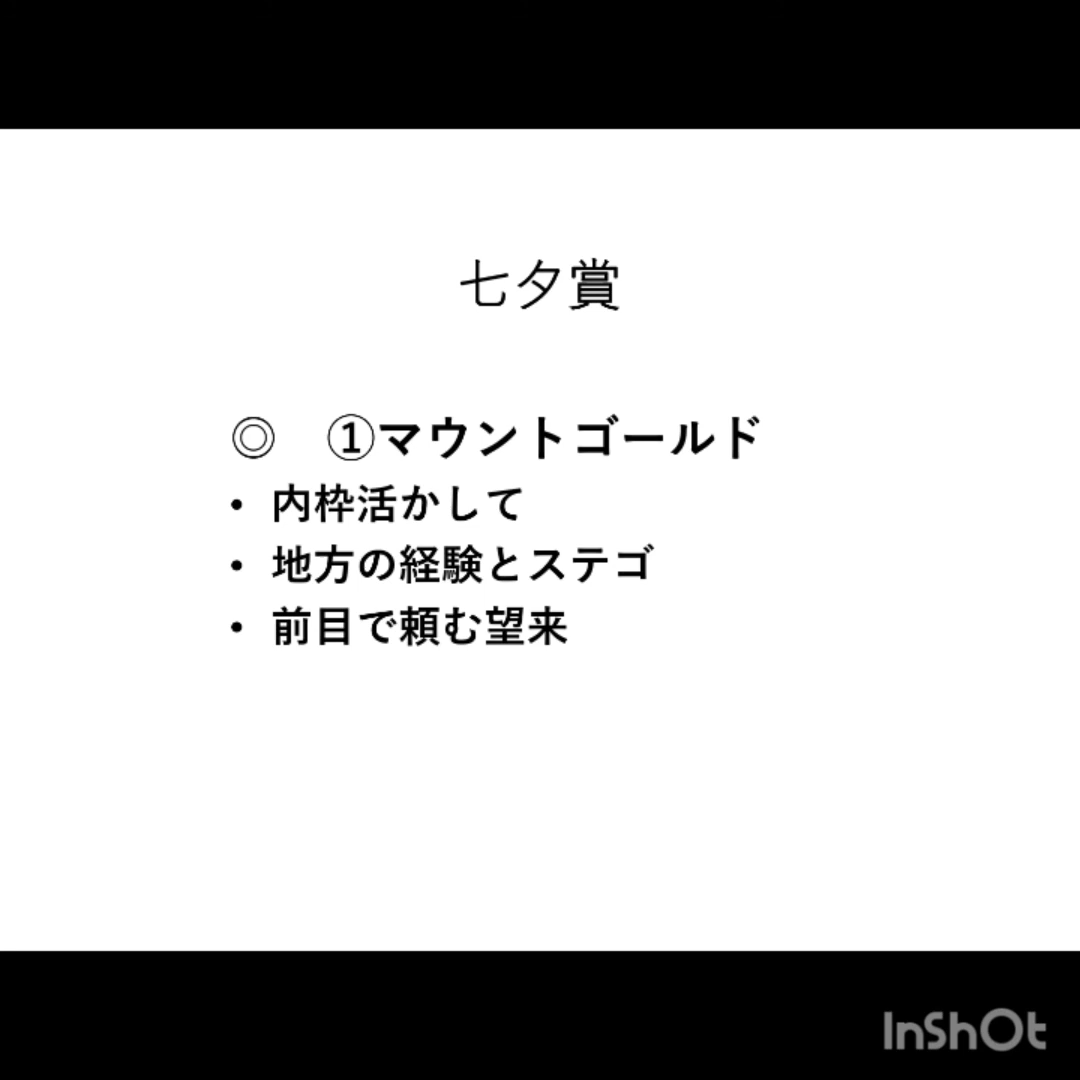 七夕賞
◎　①マウントゴールド
• 内枠活かして
• 地方の経験とステゴ
• 前目で頼む望来
InShOt